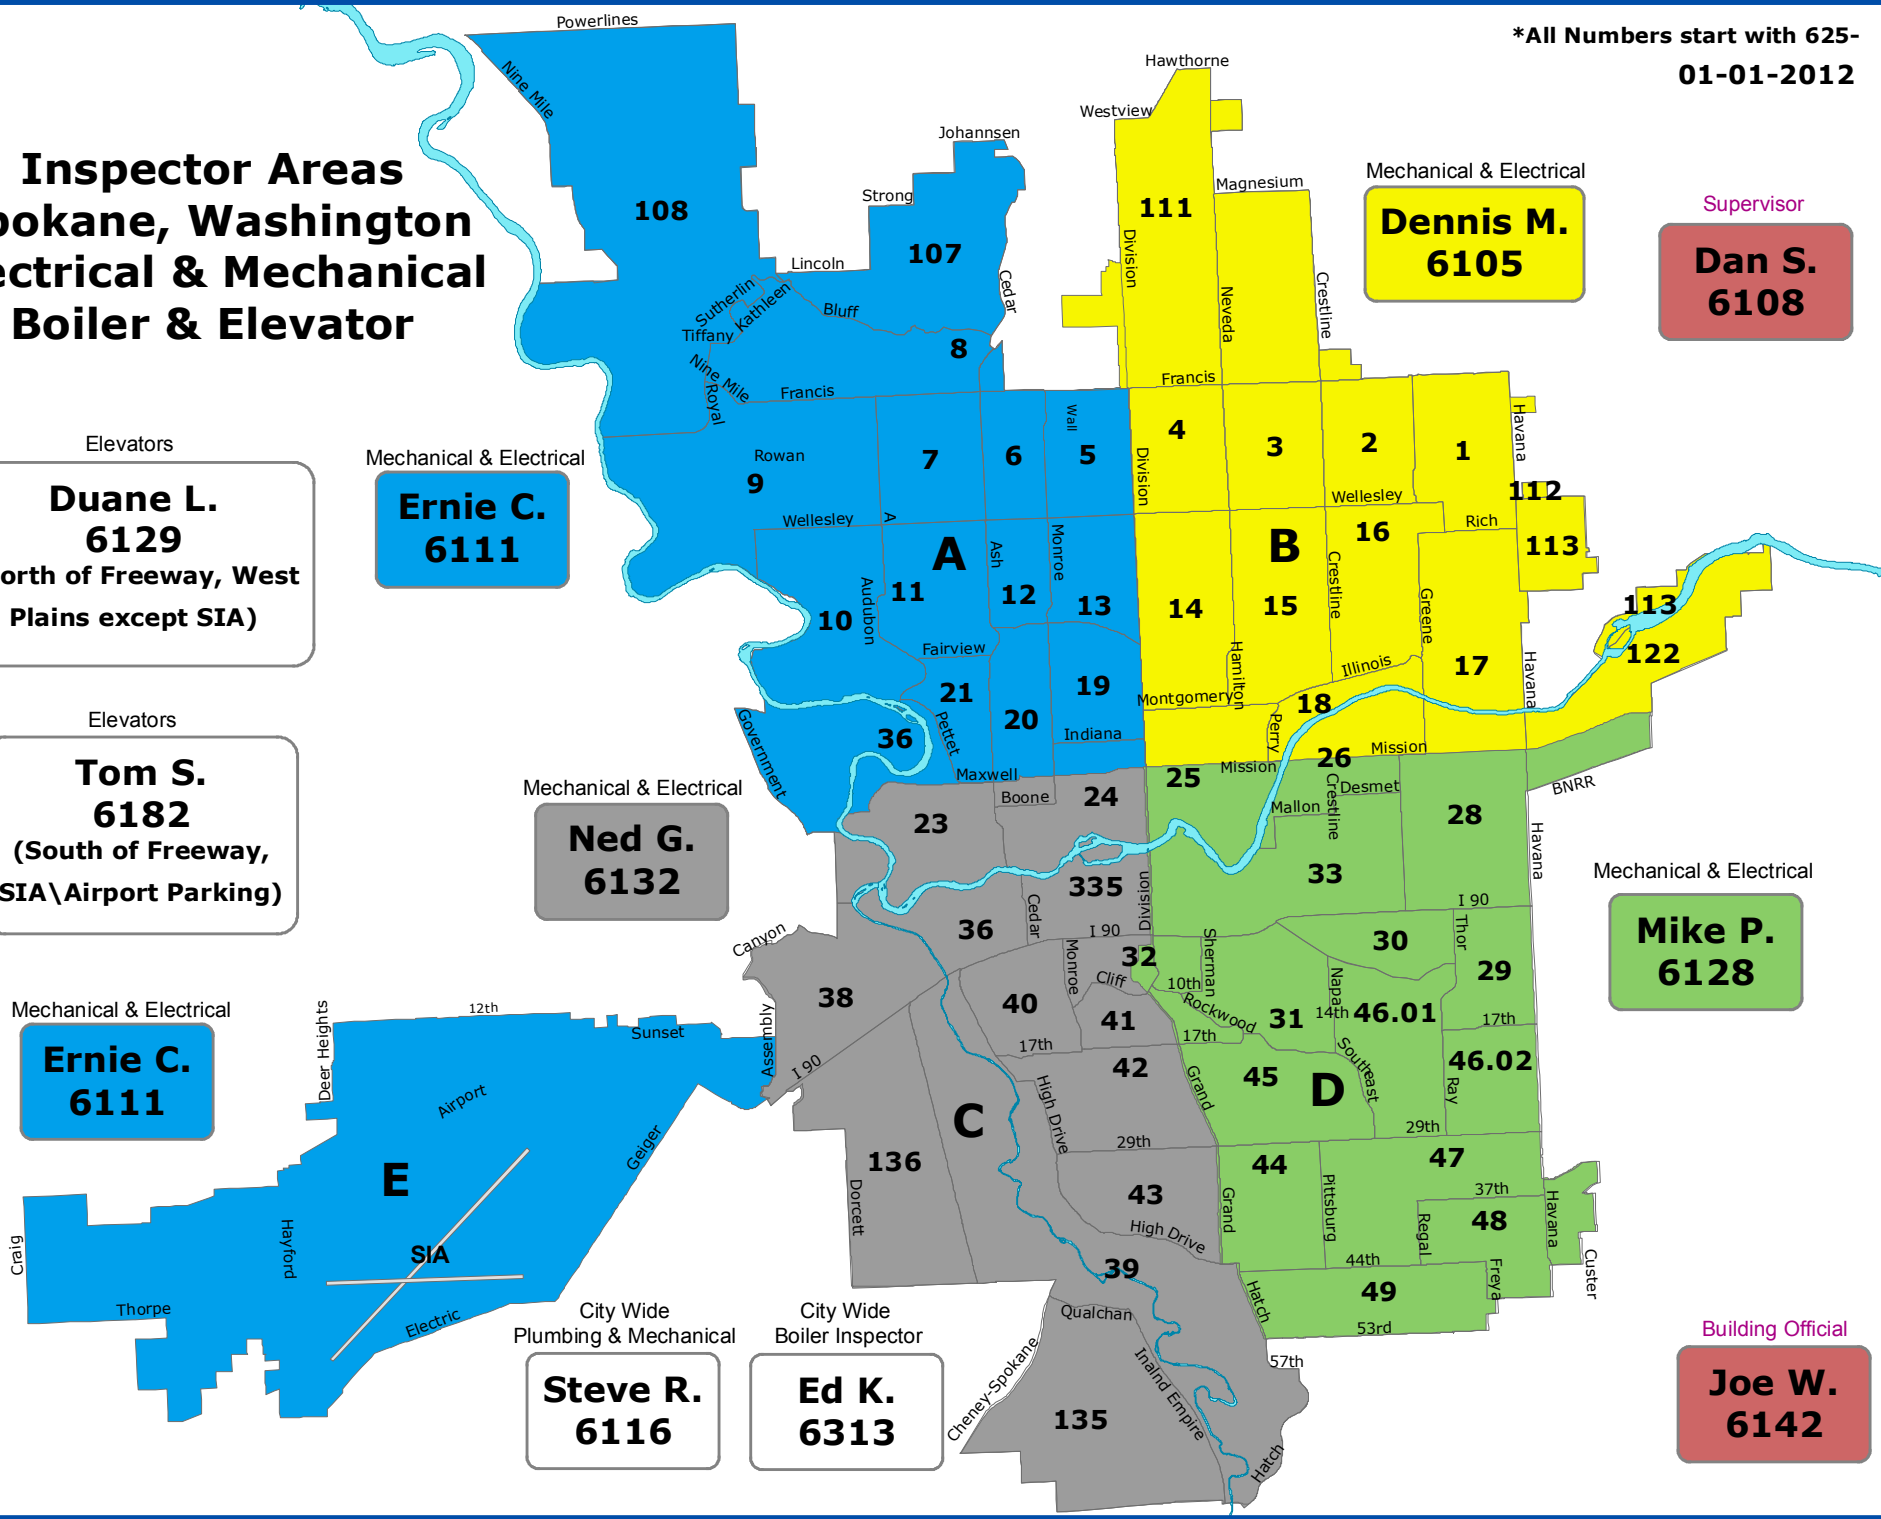 *All Numbers start with 625-
01-01-2012
Inspector Areas
pokane, Washington
ectrical & Mechanical
Boiler & Elevator
Elevators
Duane L.
6129
orth of Freeway, West
Plains except SIA)
Elevators
Tom S.
6182
(South of Freeway,
SIA\Airport Parking)
Mechanical & Electrical
Ernie C.
6111
Mechanical & Electrical
Ned G.
6132
Mechanical & Electrical
Ernie C.
6111
Mechanical & Electrical
Dennis M.
6105
Supervisor
Dan S.
6108
Mechanical & Electrical
Mike P.
6128
Building Official
Joe W.
6142
City Wide
Plumbing & Mechanical
Steve R.
6116
City Wide
Boiler Inspector
Ed K.
6313
Powerlines
Nine Mile
108
Johannsen
Strong
107
Lincoln
Cedar
Sutherlin
Kathleen
Tiffany
Bluff
8
Nine Mile
Royal
Francis
Rowan
9
7
6
Wall
5
Wellesley
A
A
Ash
Monroe
10
Audubon
11
12
13
Fairview
21
Pettet
20
19
Indiana
Government
36
Maxwell
Hawthorne
Westview
111
Division
Magnesium
Neveda
Crestline
Francis
4
3
2
1
Havana
Division
Wellesley
112
Rich
113
B
16
Crestline
14
15
Greene
Hamilton
Illinois
17
Havana
113
122
Montgomery
18
Perry
26
Mission
Mission
25
Boone
24
23
Desmet
Mallon
Crestline
28
BNRR
Havana
33
335
Division
Cedar
36
I 90
I 90
Canyon
38
Assembly
I 90
Monroe
32
Cliff
40
41
17th
42
C
High Drive
29th
136
Dorcett
43
High Drive
39
Qualchan
Cheney-Spokane
Inalnd Empire
135
57th
Hatch
Sherman
10th
Rockwood
17th
30
Thor
29
Napa
14th
46.01
31
17th
46.02
Southeast
Ray
45
D
Grand
29th
44
47
Grand
Pittsburg
37th
Regal
48
Havana
44th
Freya
Custer
49
Hatch
53rd
12th
Deer Heights
Sunset
Airport
Geiger
E
SIA
Hayford
Craig
Thorpe
Electric